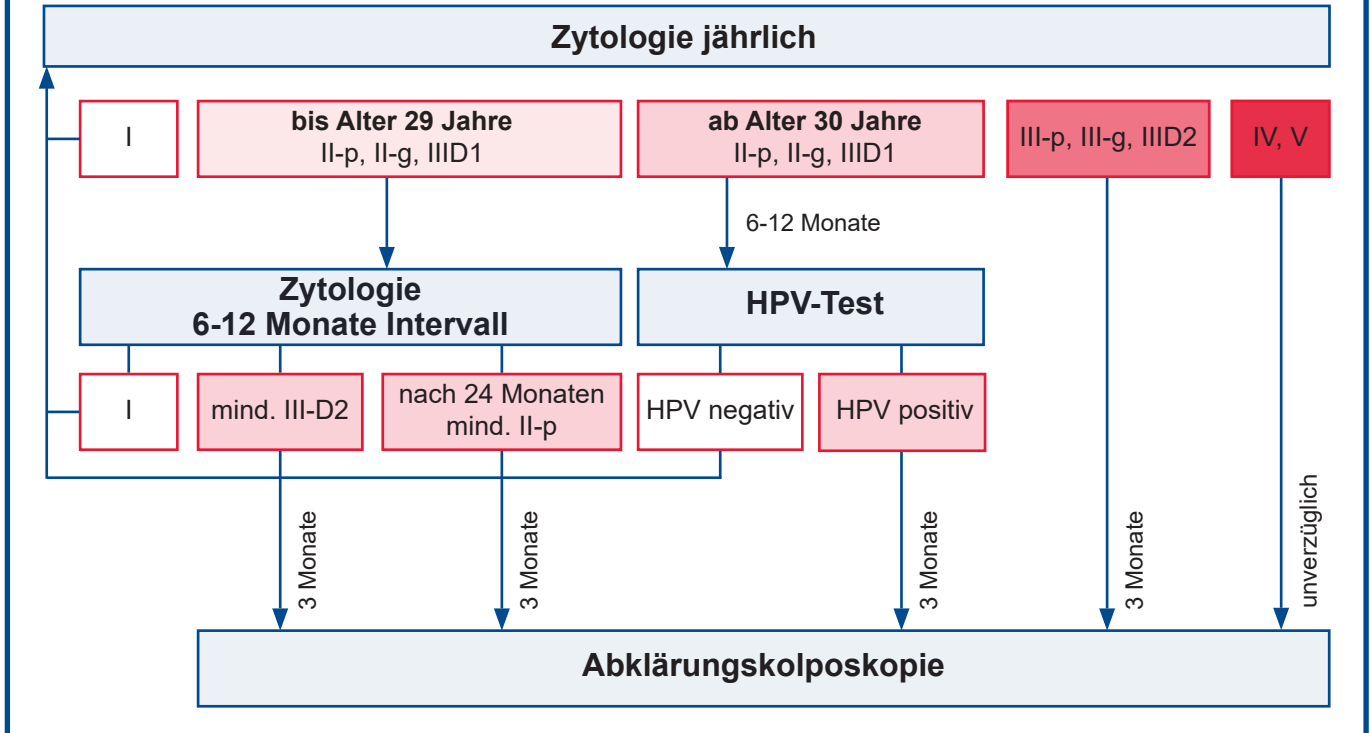 Zytologie jährlich
I
bis Alter 29 Jahre
II-p, II-g, IIID1
ab Alter 30 Jahre
II-p, II-g, IIID1
III-p, III-g, IIID2
IV, V
6-12 Monate
Zytologie
6-12 Monate Intervall
HPV-Test
I
mind. III-D2
nach 24 Monaten
mind. II-p
HPV negativ
HPV positiv
3 Monate
3 Monate
3 Monate
3 Monate
unverzüglich
Abklärungskolposkopie